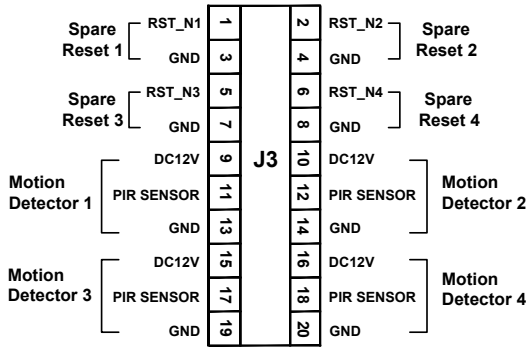 Spare Reset 1
RST_N1 1 2 RST_N2
Spare Reset 2
GND 3 4 GND
Spare Reset 3
RST_N3 5 6 RST_N4
Spare Reset 4
GND 7 8 GND
J3
Motion Detector 1
DC12V 9 10 DC12V
PIR SENSOR 11 12 PIR SENSOR
Motion Detector 2
GND 13 14 GND
Motion Detector 3
DC12V 15 16 DC12V
PIR SENSOR 17 18 PIR SENSOR
Motion Detector 4
GND 19 20 GND